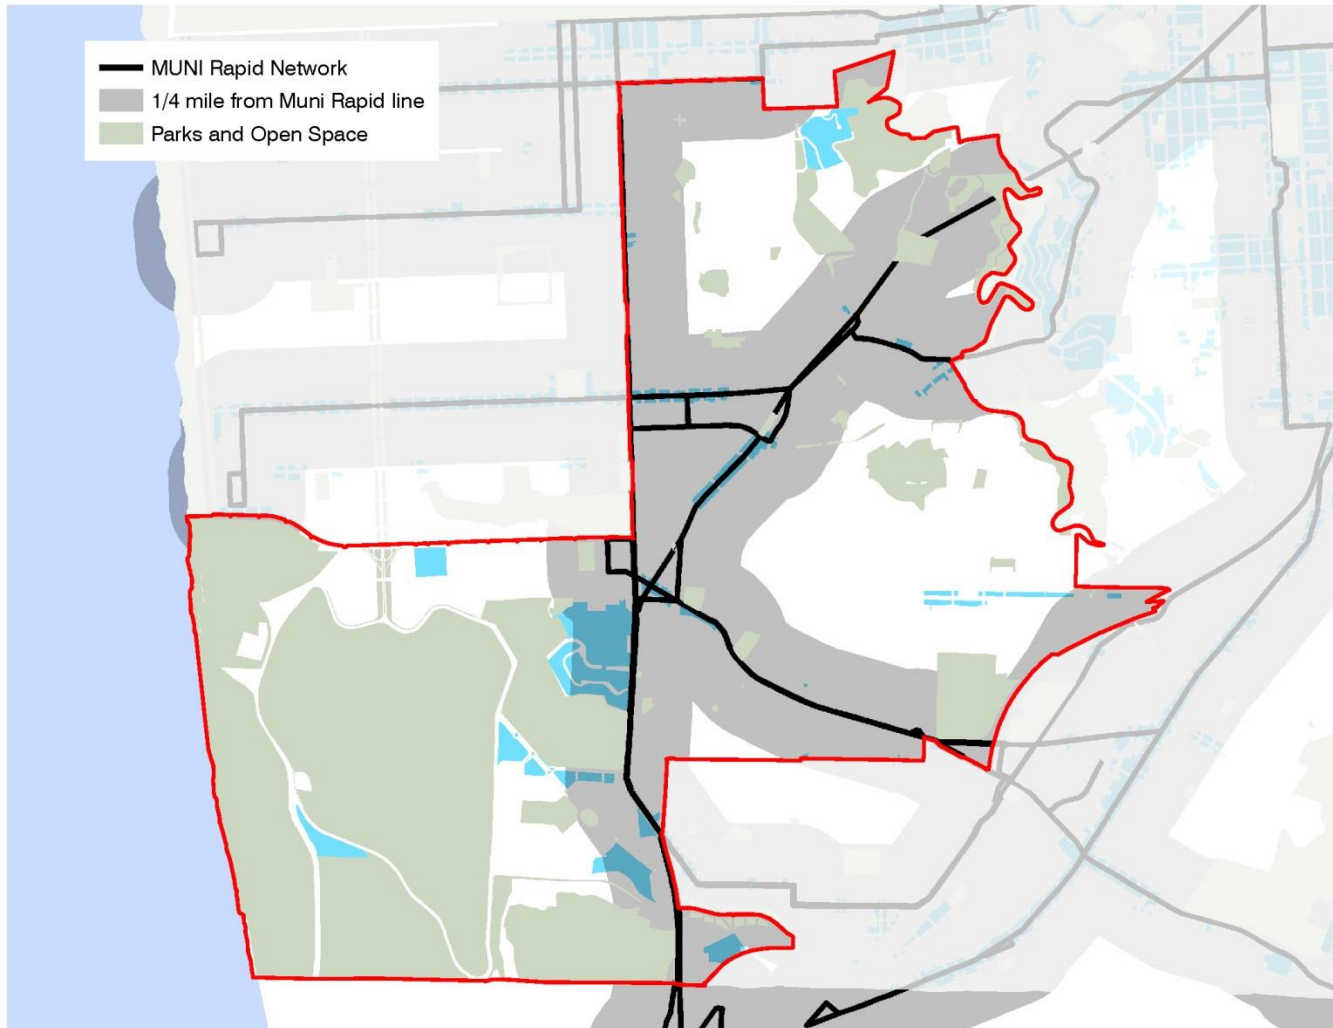 MUNI Rapid Network
1/4 mile from Muni Rapid line
Parks and Open Space